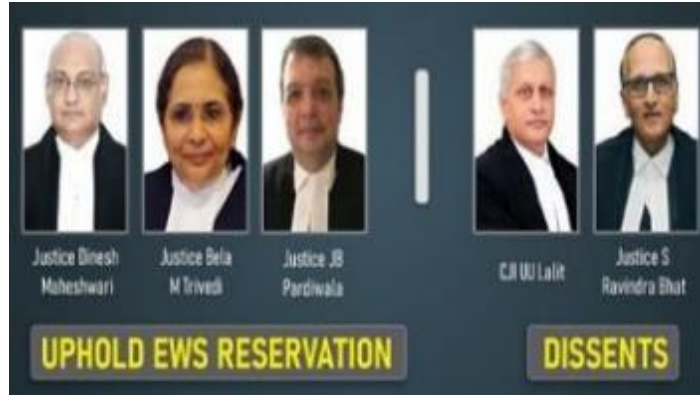 Justice Dinesh
Maheshwari
Justice Bela
M Trivedi
Justice JB
Pardiwala
CJI UU Lalit
Justice S
Ravindra Bhat
UPHOLD EWS RESERVATION
DISSENTS